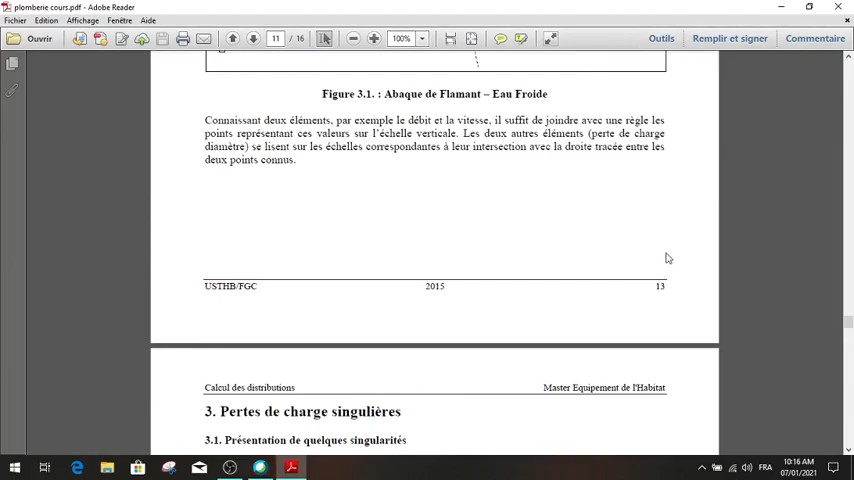 plomberie cours.pdf - Adobe Reader
Fichier Edition Affichage Fenêtre Aide
Ouvrir 11 / 16 100% Outils Remplir et signer Commentaire
Figure 3.1. : Abaque de Flamant – Eau Froide
Connaissant deux éléments, par exemple le débit et la vitesse, il suffit de joindre avec une règle les
points représentant ces valeurs sur l'échelle verticale. Les deux autres éléments (perte de charge
diamètre) se lisent sur les échelles correspondantes à leur intersection avec la droite tracée entre les
deux points connus.
USTHB/FGC 2015 13
Calcul des distributions Master Equipement de l'Habitat
3. Pertes de charge singulières
3.1. Présentation de quelques singularités
FRA 10:16 AM
07/01/2021